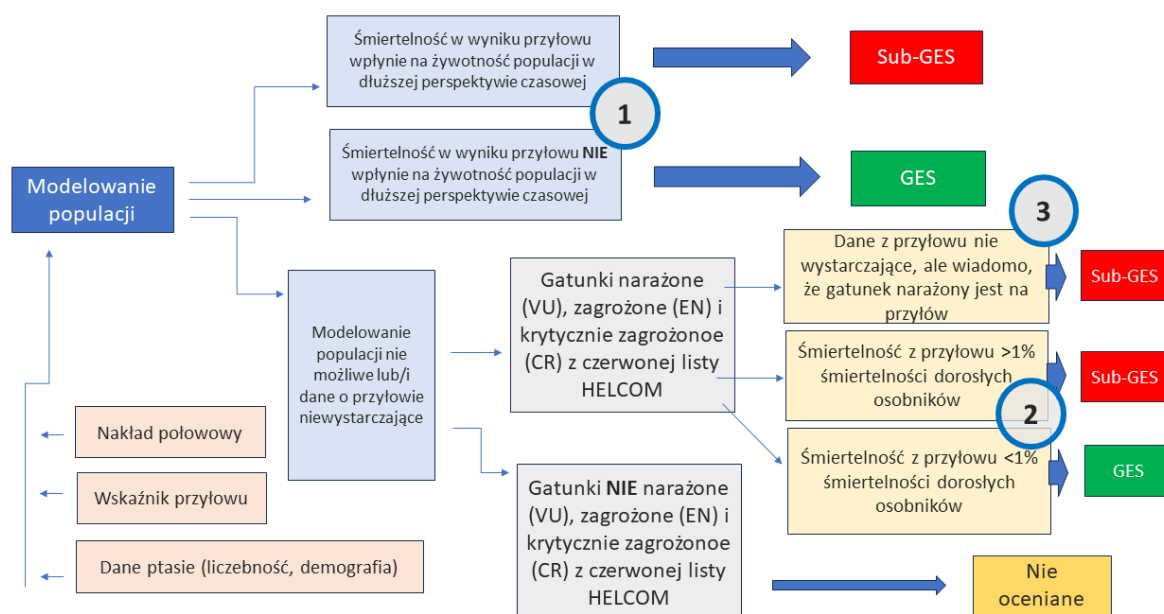 Śmiertelność w wyniku przyłowu
wpłynie na żywotność populacji w
dłuższej perspektywie czasowej
Sub-GES
1
Śmiertelność w wyniku przyłowu NIE
wpłynie na żywotność populacji w
dłuższej perspektywie czasowej
GES
Modelowanie
populacji
3
Dane z przyłowu nie
wystarczające, ale wiadomo,
że gatunek narażony jest na
przyłów
Sub-GES
Gatunki narażone
(VU), zagrożone (EN) i
krytycznie zagrożonoe
(CR) z czerwonej listy
HELCOM
Modelowanie
populacji nie
możliwe lub/i
dane o przyłowie
niewystarczające
Śmiertelność z przyłowu >1%
śmiertelności dorosłych
osobników
Sub-GES
2
Śmiertelność z przyłowu <1%
śmiertelności dorosłych
osobników
GES
Nakład połowowy
Wskaźnik przyłowu
Dane ptasie (liczebność, demografia)
Gatunki NIE narażone
(VU), zagrożone (EN) i
krytycznie zagrożonoe
(CR) z czerwonej listy
HELCOM
Nie
oceniane